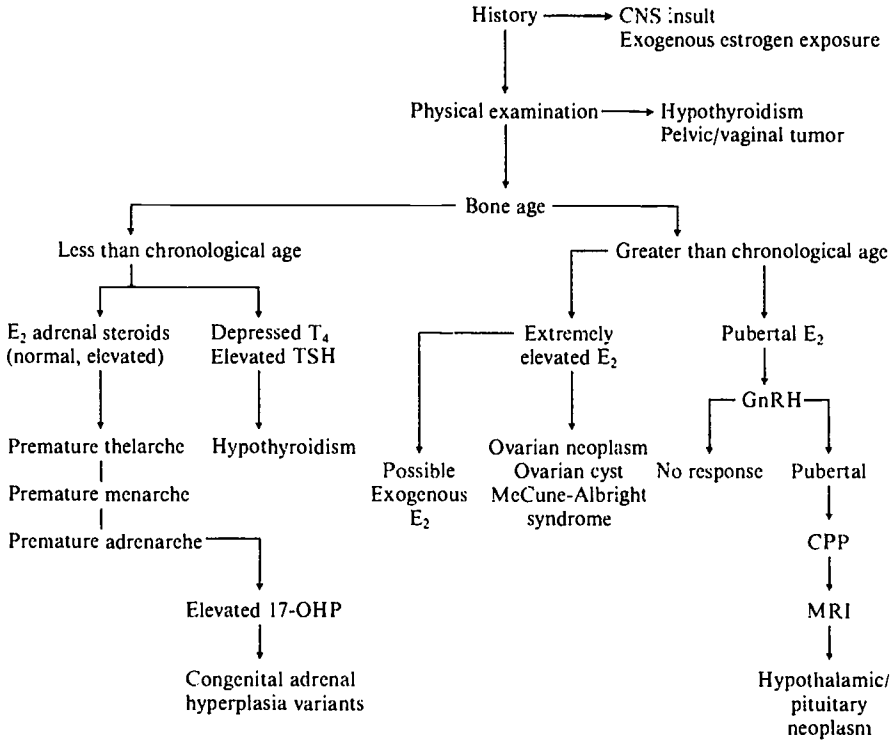 History
CNS insult
Exogenous estrogen exposure
Physical examination
Hypothyroidism
Pelvic/vaginal tumor
Bone age
Less than chronological age
Greater than chronological age
E₂ adrenal steroids
(normal, elevated)
Depressed T₄
Elevated TSH
Extremely
elevated E₂
Pubertal E₂
GnRH
Premature thelarche
Hypothyroidism
Possible
Exogenous
E₂
Ovarian neoplasm
Ovarian cyst
McCune-Albright
syndrome
No response
Pubertal
Premature menarche
Premature adrenarche
CPP
Elevated 17-OHP
MRI
Congenital adrenal
hyperplasia variants
Hypothalamic/
pituitary
neoplasm